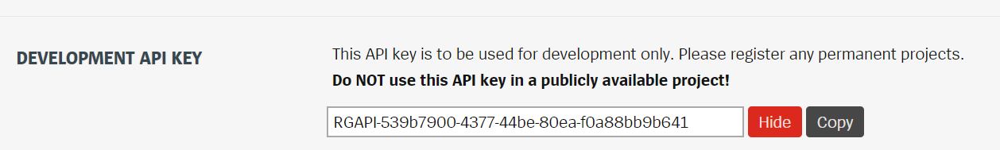 DEVELOPMENT API KEY
This API key is to be used for development only. Please register any permanent projects.
Do NOT use this API key in a publicly available project!
RGAPI-539b7900-4377-44be-80ea-f0a88bb9b641 Hide Copy